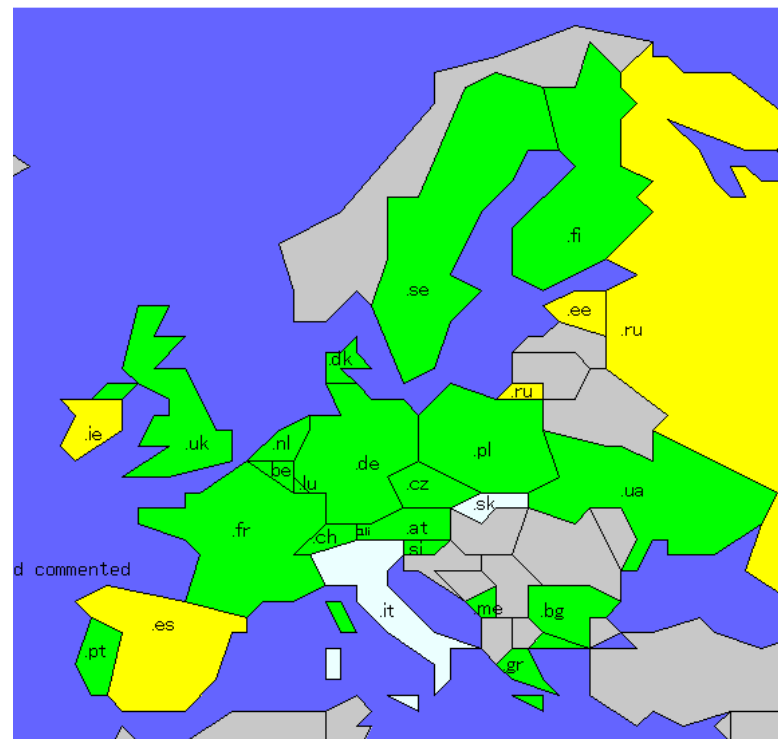 .fi
.se
.ee
.ru
.dk
.ru
.ie
.uk
.nl
.de
.pl
be
.lu
.cz
.ua
.sk
.fr
.ch
.at
si
d commented
.it
.me
.bg
.es
.pt
.gr